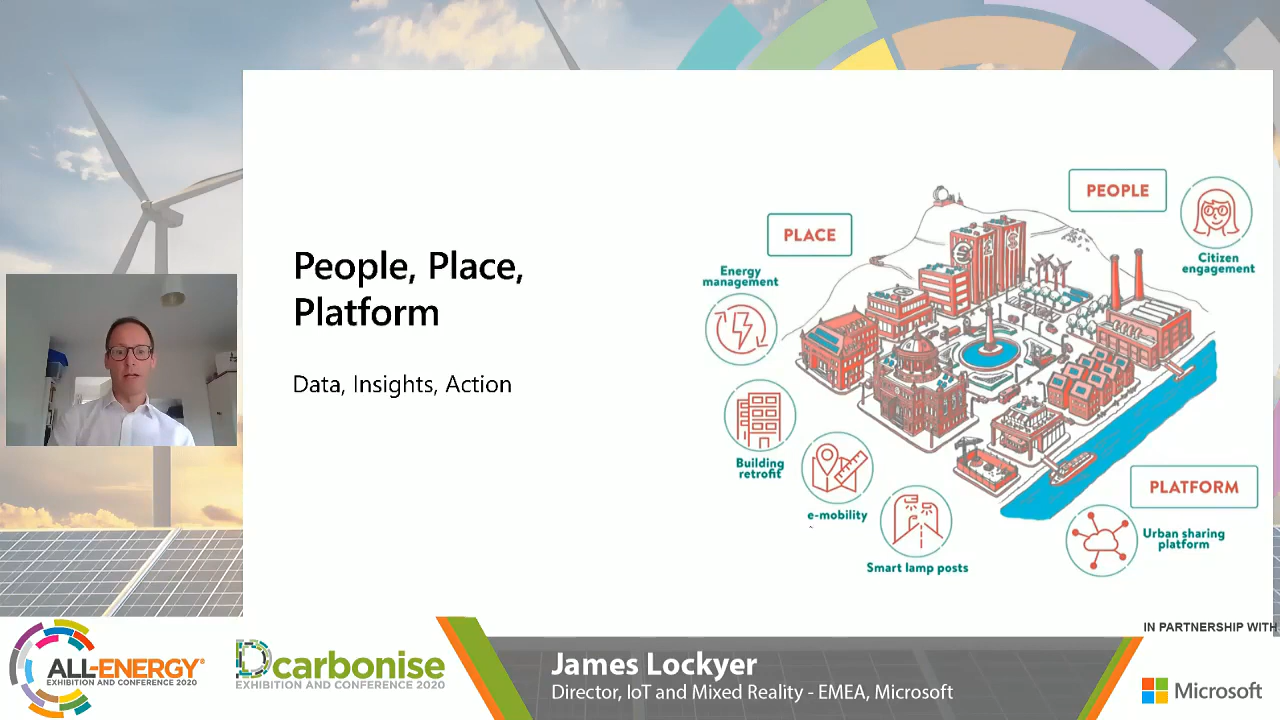 People, Place,
Platform
Data, Insights, Action
PEOPLE
PLACE
Citizen
engagement
Energy
management
Building
retrofit
e-mobility
Smart lamp posts
PLATFORM
Urban sharing
platform
IN PARTNERSHIP WITH
ALL-ENERGY®
EXHIBITION AND CONFERENCE 2020
Dcarbonise
EXHIBITION AND CONFERENCE 2020
James Lockyer
Director, IoT and Mixed Reality - EMEA, Microsoft
Microsoft